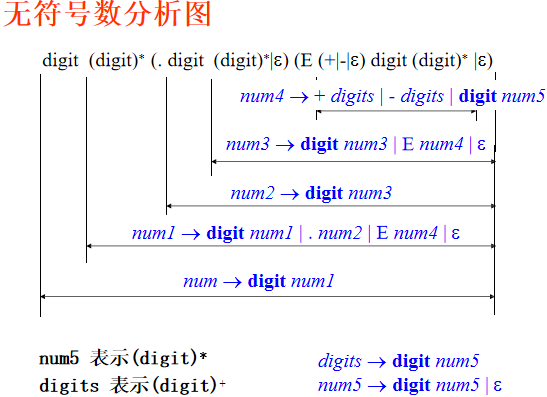 无符号数分析图
digit (digit)* (. digit (digit)*|ε) (E (+|-|ε) digit (digit)* |ε)
num4 → + digits | - digits | digit num5
num3 → digit num3 | E num4 | ε
num2 → digit num3
num1 → digit num1 | . num2 | E num4 | ε
num → digit num1
num5 表示(digit)*
digits → digit num5
digits 表示(digit)+
num5 → digit num5 | ε